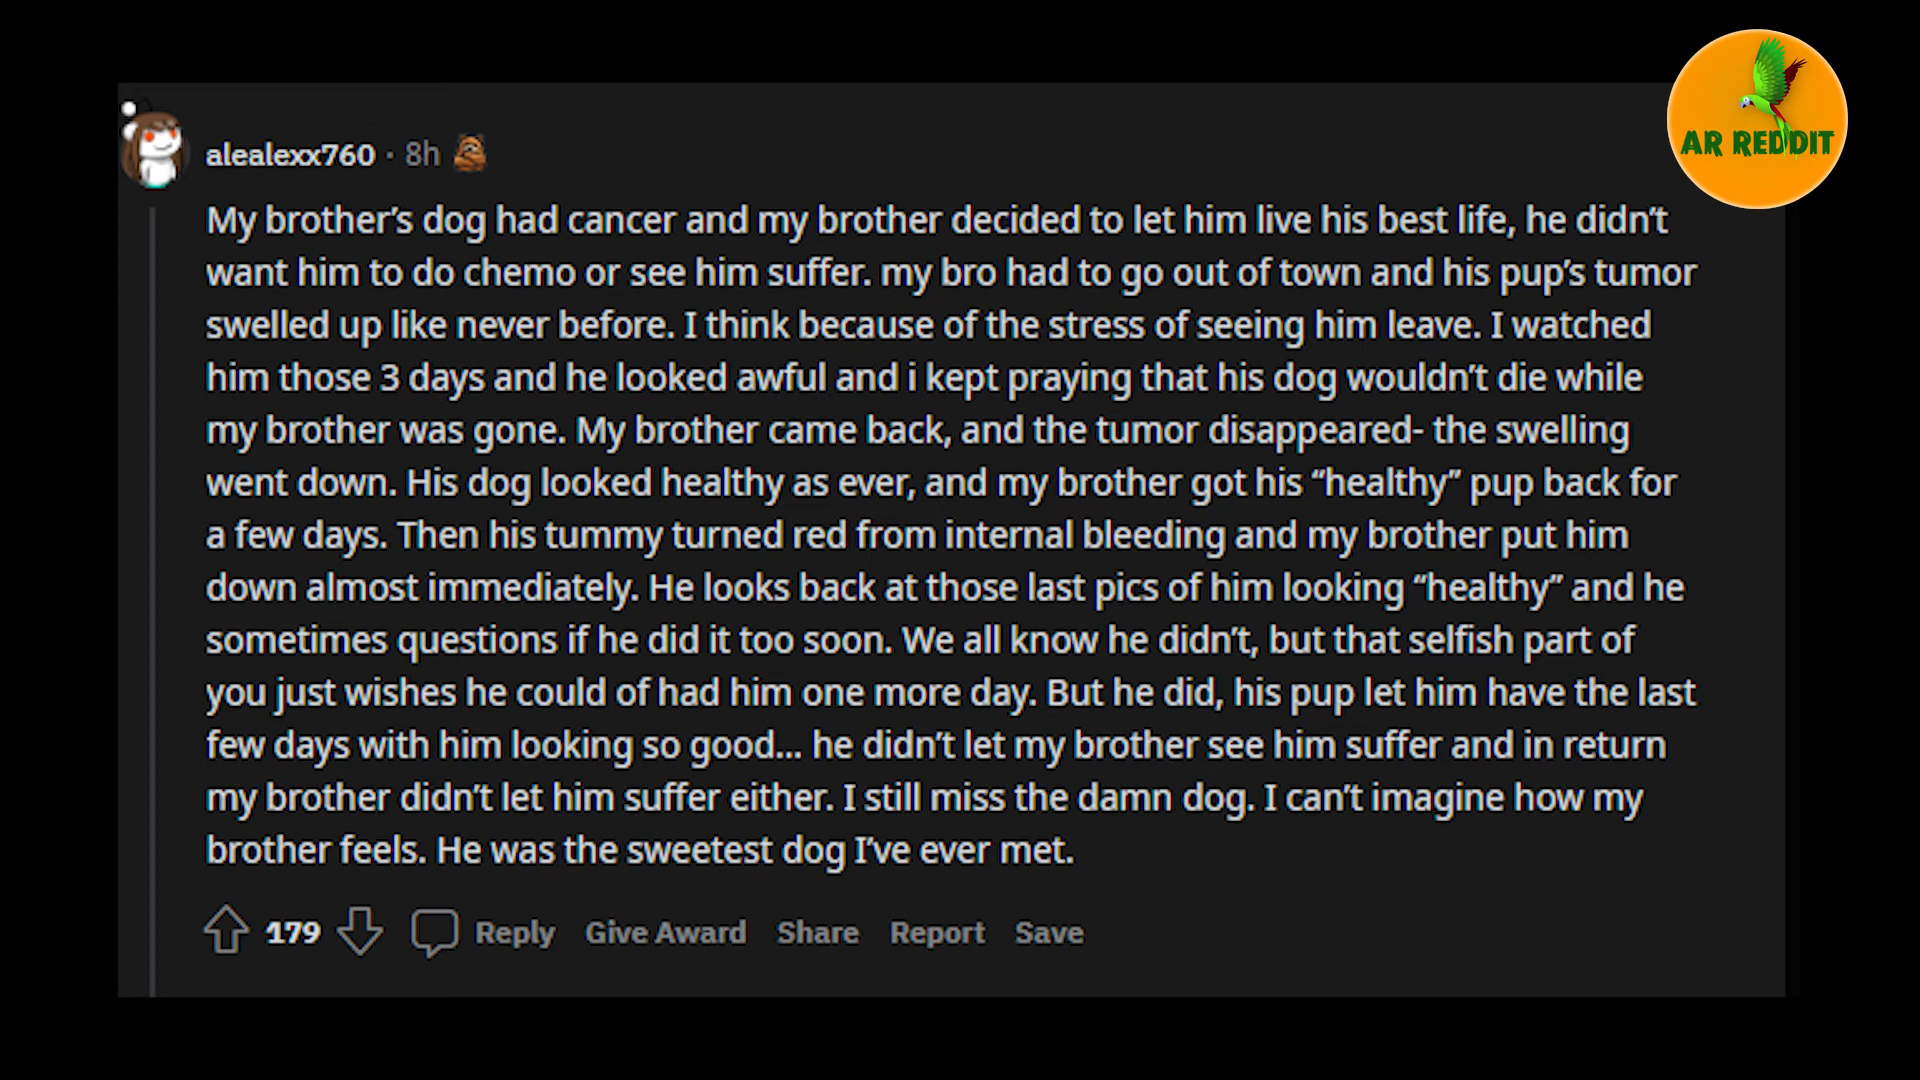 AR REDDIT
alealexx760 · 8h
My brother’s dog had cancer and my brother decided to let him live his best life, he didn’t
want him to do chemo or see him suffer. my bro had to go out of town and his pup’s tumor
swelled up like never before. I think because of the stress of seeing him leave. I watched
him those 3 days and he looked awful and i kept praying that his dog wouldn’t die while
my brother was gone. My brother came back, and the tumor disappeared- the swelling
went down. His dog looked healthy as ever, and my brother got his “healthy” pup back for
a few days. Then his tummy turned red from internal bleeding and my brother put him
down almost immediately. He looks back at those last pics of him looking “healthy” and he
sometimes questions if he did it too soon. We all know he didn’t, but that selfish part of
you just wishes he could of had him one more day. But he did, his pup let him have the last
few days with him looking so good... he didn’t let my brother see him suffer and in return
my brother didn’t let him suffer either. I still miss the damn dog. I can’t imagine how my
brother feels. He was the sweetest dog I’ve ever met.
179 Reply Give Award Share Report Save